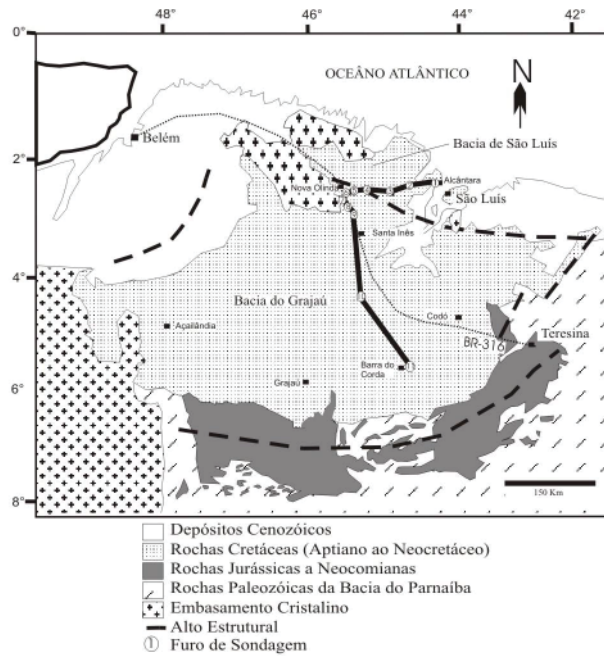 48°
46°
44°
42°
0°
OCEÂNO ATLÂNTICO
N
Belém
Bacia de São Luís
2°
Nova Olinda
Alcântara
São Luís
Santa Inês
4°
Bacia do Grajaú
Codó
Açailândia
BR-316
Teresina
Barra do
Corda
6°
Grajaú
8°
150 Km
Depósitos Cenozóicos
Rochas Cretáceas (Aptiano ao Neocretáceo)
Rochas Jurássicas a Neocomianas
Rochas Paleozóicas da Bacia do Parnaíba
Embasamento Cristalino
Alto Estrutural
1 Furo de Sondagem